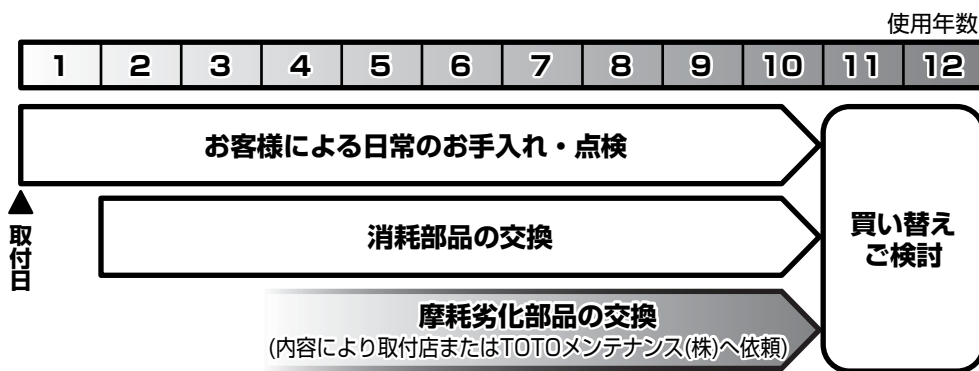 使用年数
1 2 3 4 5 6 7 8 9 10 11 12
お客様による日常のお手入れ・点検
取付日
消耗部品の交換
買い替え
ご検討
摩耗劣化部品の交換
(内容により取付店またはTOTOメンテナンス(株)へ依頼)